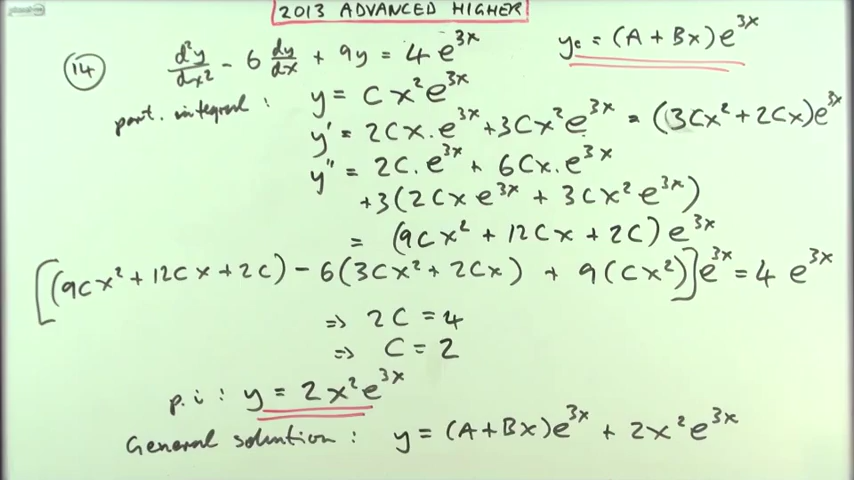 2013 ADVANCED HIGHER
14 d²y/dx² - 6 dy/dx + 9y = 4e^3x
y_c = (A + Bx)e^3x
part. integral : y = Cx²e^3x
y' = 2Cx.e^3x + 3Cx²e^3x = (3Cx² + 2Cx)e^3x
y'' = 2C.e^3x + 6Cx.e^3x
+3(2Cxe^3x + 3Cx²e^3x)
= (9Cx² + 12Cx + 2C)e^3x
[(9Cx² + 12Cx + 2C) - 6(3Cx² + 2Cx) + 9(Cx²)]e^3x = 4e^3x
⇒ 2C = 4
⇒ C = 2
p.i : y = 2x²e^3x
General solution : y = (A+Bx)e^3x + 2x²e^3x